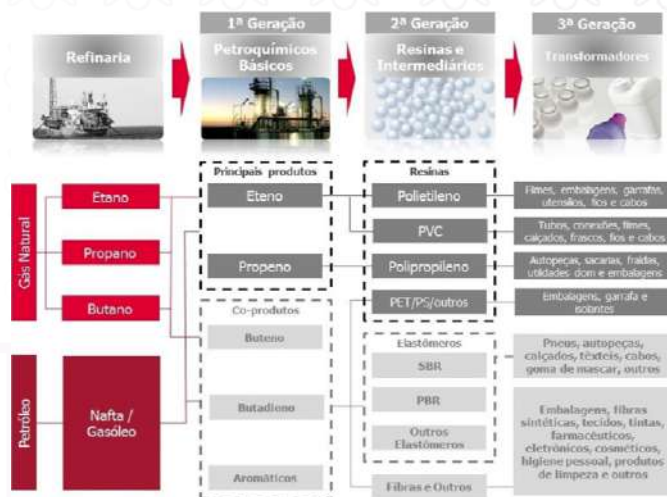 1ª Geração
2ª Geração
3ª Geração
Refinaria
Petroquímicos
Básicos
Resinas e
Intermediários
Transformadores
Gás Natural
Etano
Propano
Butano
Petróleo
Nafta /
Gasóleo
Principais produtos
Eteno
Propeno
Co-produtos
Buteno
Butadieno
Aromáticos
Resinas
Polietileno
PVC
Polipropileno
PET/PS/outros
Elastômeros
SBR
PBR
Outros
Elastômeros
Fibras e Outros
Filmes, embalagens, garrafas,
utensílios, fios e cabos
Tubos, conexões, filmes,
calçados, frascos, fios e cabos
Autopeças, sacarias, fraldas,
utilidades dom e embalagens
Embalagens, garrafa e
isolantes
Pneus, autopeças,
calçados, têxteis, cabos,
goma de mascar, outros
Embalagens, fibras
sintéticas, tecidos, tintas,
farmacêuticos,
eletrônicos, cosméticos,
higiene pessoal, produtos
de limpeza e outros